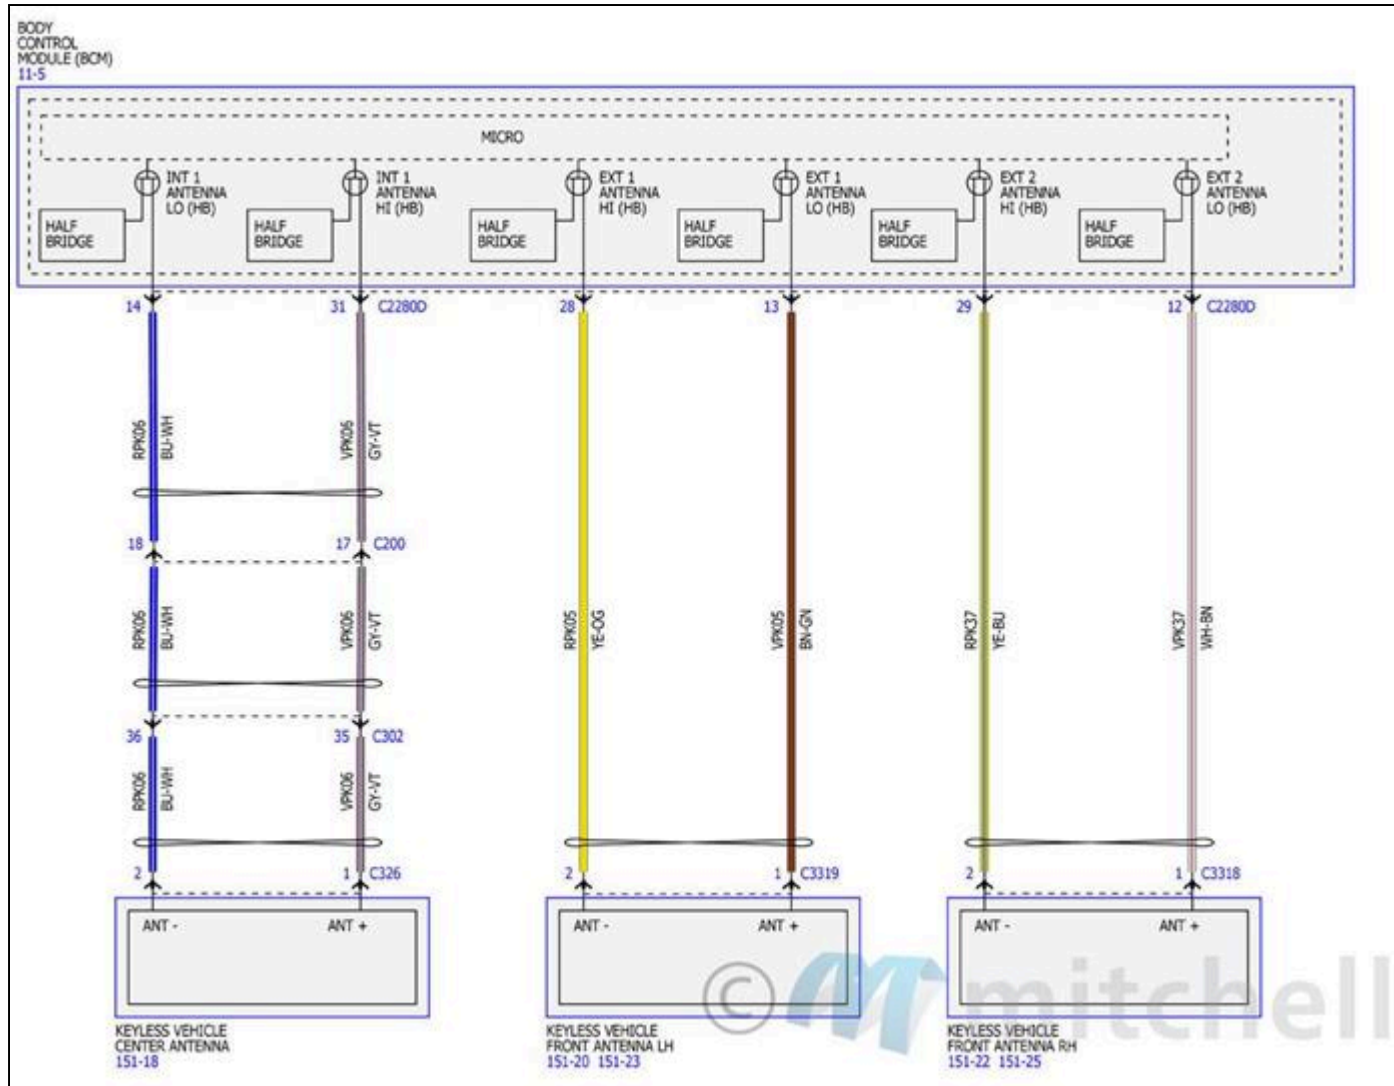 BODY
CONTROL
MODULE (BCM)
11-5
MICRO
INT 1
ANTENNA
LO (HB)
HALF
BRIDGE
INT 1
ANTENNA
HI (HB)
HALF
BRIDGE
EXT 1
ANTENNA
HI (HB)
HALF
BRIDGE
EXT 1
ANTENNA
LO (HB)
HALF
BRIDGE
EXT 2
ANTENNA
HI (HB)
HALF
BRIDGE
EXT 2
ANTENNA
LO (HB)
HALF
BRIDGE
14
31 C2280D
28
13
29
12 C2280D
RPK06
BU-WH
VPK06
GY-VT
18
17 C200
RPK06
BU-WH
VPK06
GY-VT
RPK05
YE-OG
VPK05
BN-GN
RPK37
YE-BU
VPK37
WH-BN
36
35 C302
RPK06
BU-WH
VPK06
GY-VT
2
1 C326
2
1 C3319
2
1 C3318
ANT -
ANT +
ANT -
ANT +
ANT -
ANT +
© mitchell
KEYLESS VEHICLE
CENTER ANTENNA
151-18
KEYLESS VEHICLE
FRONT ANTENNA LH
151-20 151-23
KEYLESS VEHICLE
FRONT ANTENNA RH
151-22 151-25